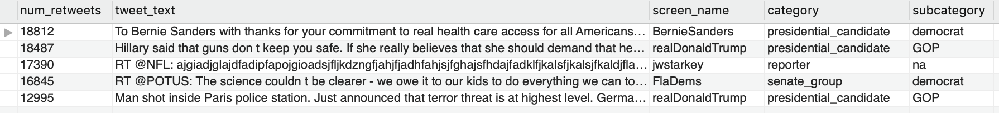 num_retweets tweet_text screen_name category subcategory
18812 To Bernie Sanders with thanks for your commitment to real health care access for all Americans... BernieSanders presidential_candidate democrat
18487 Hillary said that guns don t keep you safe. If she really believes that she should demand that he... realDonaldTrump presidential_candidate GOP
17390 RT @NFL: ajgiadjglajdfadipfapojgioadsjfljkdzngfjahjfjadhfahjsjfghajsfhdajfadklfjkalsfjkalsjfkaldjfla... jwstarkey reporter na
16845 RT @POTUS: The science couldn t be clearer - we owe it to our kids to do everything we can to... FlaDems senate_group democrat
12995 Man shot inside Paris police station. Just announced that terror threat is at highest level. Germa... realDonaldTrump presidential_candidate GOP